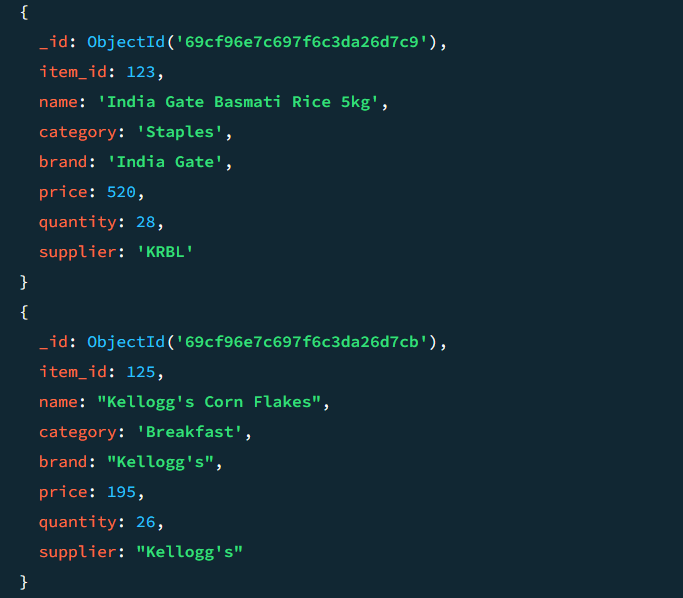 {
_id: ObjectId('69cf96e7c697f6c3da26d7c9'),
item_id: 123,
name: 'India Gate Basmati Rice 5kg',
category: 'Staples',
brand: 'India Gate',
price: 520,
quantity: 28,
supplier: 'KRBL'
}
{
_id: ObjectId('69cf96e7c697f6c3da26d7cb'),
item_id: 125,
name: "Kellogg's Corn Flakes",
category: 'Breakfast',
brand: "Kellogg's",
price: 195,
quantity: 26,
supplier: "Kellogg's"
}